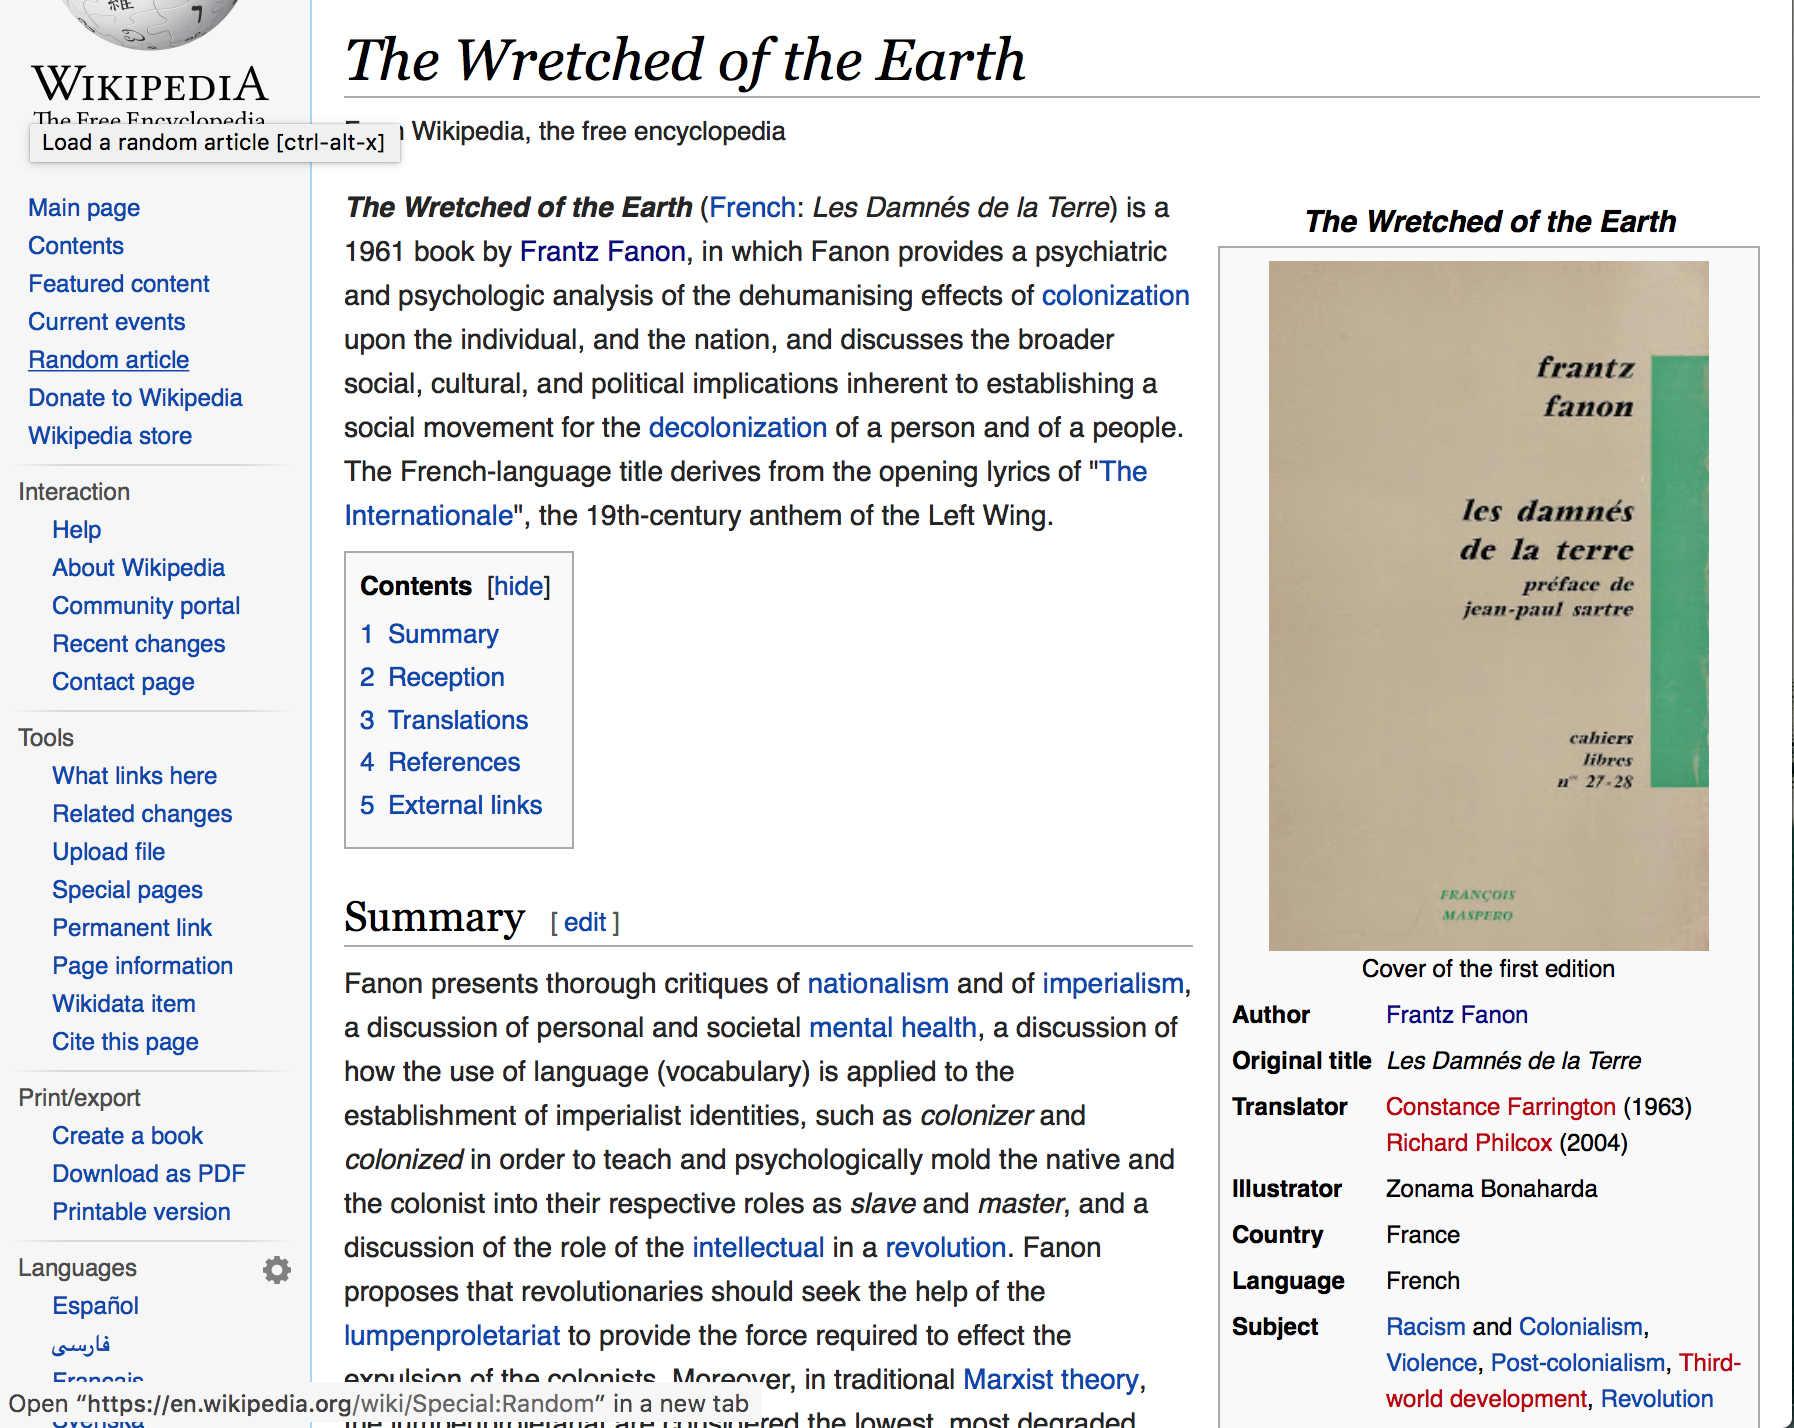 維
WIKIPEDIA
The Free Encyclopedia
Load a random article [ctrl-alt-x]
Main page
Contents
Featured content
Current events
Random article
Donate to Wikipedia
Wikipedia store
Interaction
Help
About Wikipedia
Community portal
Recent changes
Contact page
Tools
What links here
Related changes
Upload file
Special pages
Permanent link
Page information
Wikidata item
Cite this page
Print/export
Create a book
Download as PDF
Printable version
Languages
Español
فارسی
Français
Svenska
Open “https://en.wikipedia.org/wiki/Special:Random” in a new tab
The Wretched of the Earth
Wikipedia, the free encyclopedia
The Wretched of the Earth (French: Les Damnés de la Terre) is a
1961 book by Frantz Fanon, in which Fanon provides a psychiatric
and psychologic analysis of the dehumanising effects of colonization
upon the individual, and the nation, and discusses the broader
social, cultural, and political implications inherent to establishing a
social movement for the decolonization of a person and of a people.
The French-language title derives from the opening lyrics of "The
Internationale", the 19th-century anthem of the Left Wing.
Contents [hide]
1 Summary
2 Reception
3 Translations
4 References
5 External links
Summary [ edit ]
Fanon presents thorough critiques of nationalism and of imperialism,
a discussion of personal and societal mental health, a discussion of
how the use of language (vocabulary) is applied to the
establishment of imperialist identities, such as colonizer and
colonized in order to teach and psychologically mold the native and
the colonist into their respective roles as slave and master, and a
discussion of the role of the intellectual in a revolution. Fanon
proposes that revolutionaries should seek the help of the
lumpenproletariat to provide the force required to effect the
expulsion of the colonists. Moreover, in traditional Marxist theory,
the lumpenproletariat are considered the lowest, most degraded
The Wretched of the Earth
frantz
fanon
les damnés
de la terre
préface de
jean-paul sartre
cahiers
libres
nos 27-28
FRANÇOIS
MASPERO
Cover of the first edition
Author Frantz Fanon
Original title Les Damnés de la Terre
Translator Constance Farrington (1963)
Richard Philcox (2004)
Illustrator Zonama Bonaharda
Country France
Language French
Subject Racism and Colonialism,
Violence, Post-colonialism, Third-
world development, Revolution